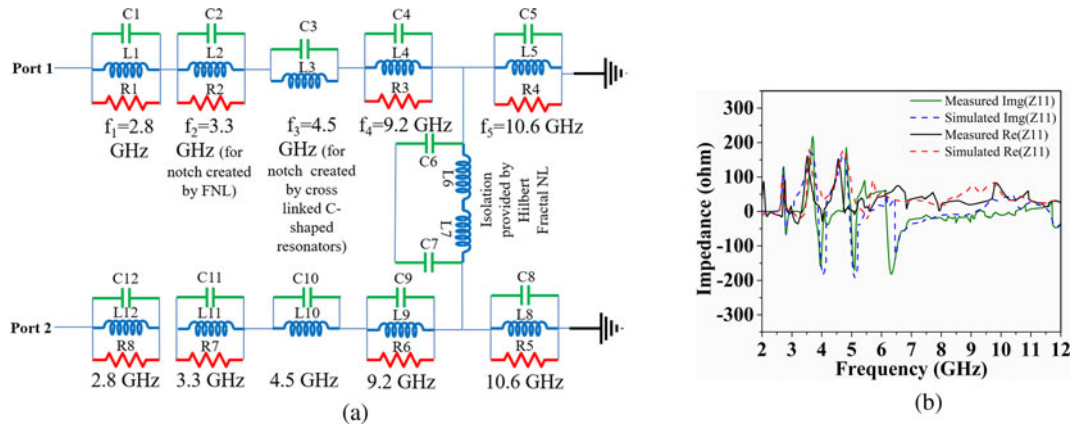 C1 C2 C3 C4 C5
L1 L2 L3 L4 L5
Port 1
R1 R2 R3 R4
f1=2.8
GHz
f2=3.3
GHz (for
notch created
by FNL)
f3=4.5
GHz (for
notch created
by cross
linked C-
shaped
resonators)
f4=9.2 GHz
f5=10.6 GHz
C6
L6
L7
C7
Isolation
provided by
Hilbert
Fractal NL
C12 C11 C10 C9 C8
L12 L11 L10 L9 L8
Port 2
R8 R7 R6 R5
2.8 GHz 3.3 GHz 4.5 GHz 9.2 GHz 10.6 GHz
(a)
Measured Img(Z11)
Simulated Img(Z11)
Measured Re(Z11)
Simulated Re(Z11)
Impedance (ohm)
300
200
100
0
-100
-200
-300
2 3 4 5 6 7 8 9 10 11 12
Frequency (GHz)
(b)